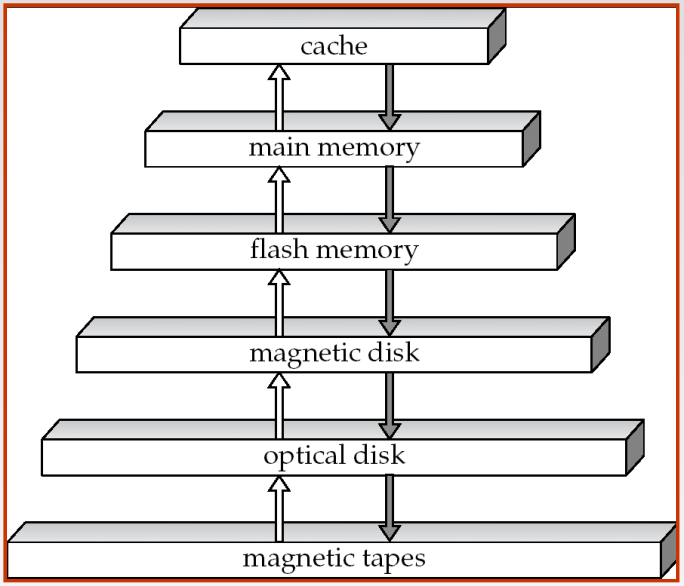 cache
main memory
flash memory
magnetic disk
optical disk
magnetic tapes